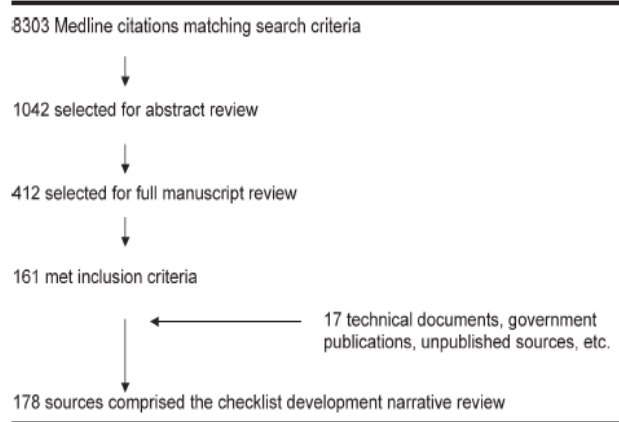 8303 Medline citations matching search criteria
1042 selected for abstract review
412 selected for full manuscript review
161 met inclusion criteria
17 technical documents, government
publications, unpublished sources, etc.
178 sources comprised the checklist development narrative review